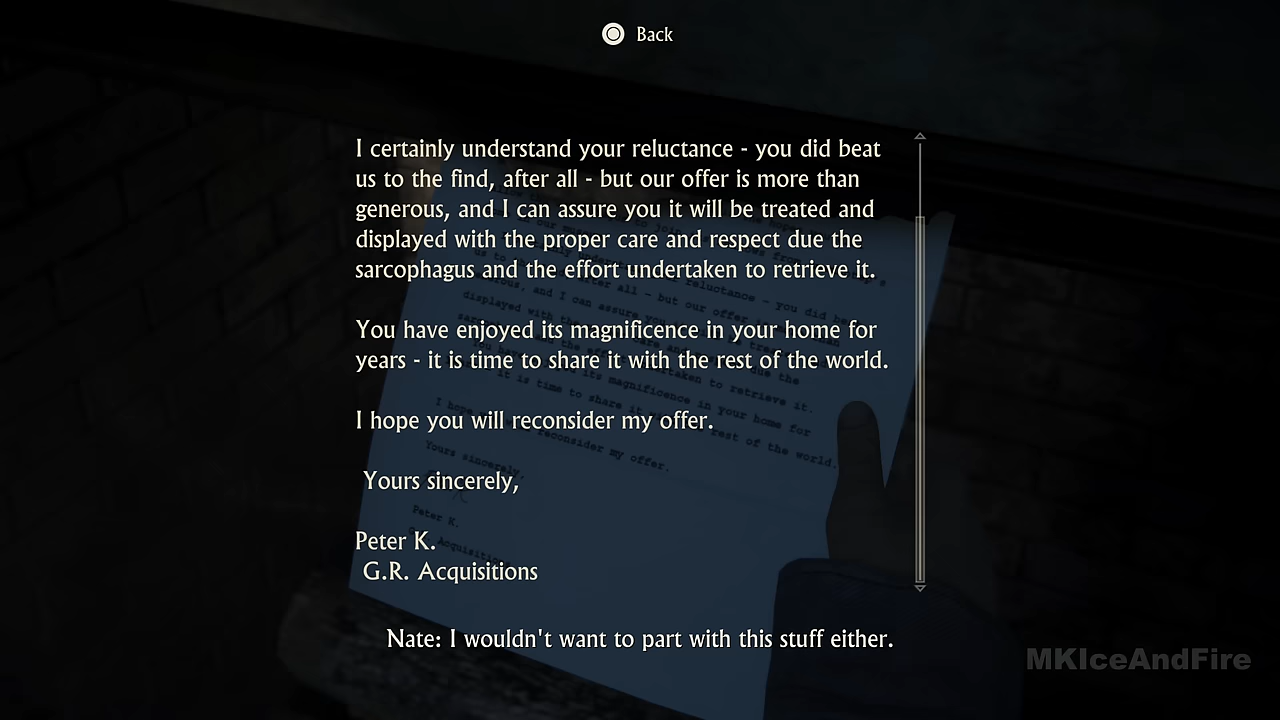 Back
I certainly understand your reluctance - you did beat
us to the find, after all - but our offer is more than
generous, and I can assure you it will be treated and
displayed with the proper care and respect due the
sarcophagus and the effort undertaken to retrieve it.
You have enjoyed its magnificence in your home for
years - it is time to share it with the rest of the world.
I hope you will reconsider my offer.
Yours sincerely,
Peter K.
G.R. Acquisitions
Nate: I wouldn't want to part with this stuff either.
MKIceAndFire